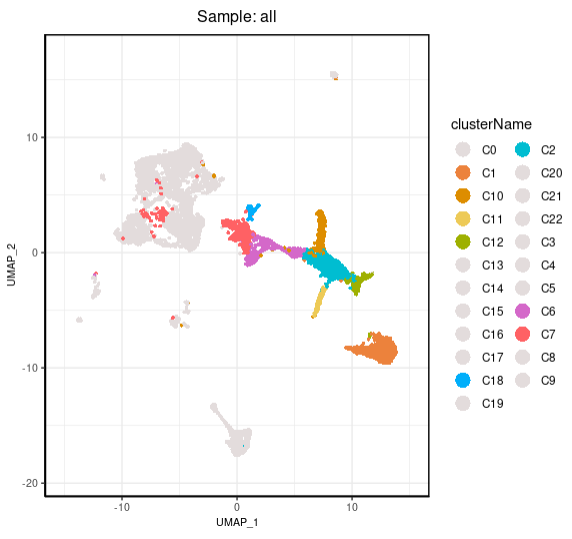 Sample: all
10
0
-10
-20
-10
0
10
UMAP_1
UMAP_2
clusterName
C0
C1
C10
C11
C12
C13
C14
C15
C16
C17
C18
C19
C2
C20
C21
C22
C3
C4
C5
C6
C7
C8
C9